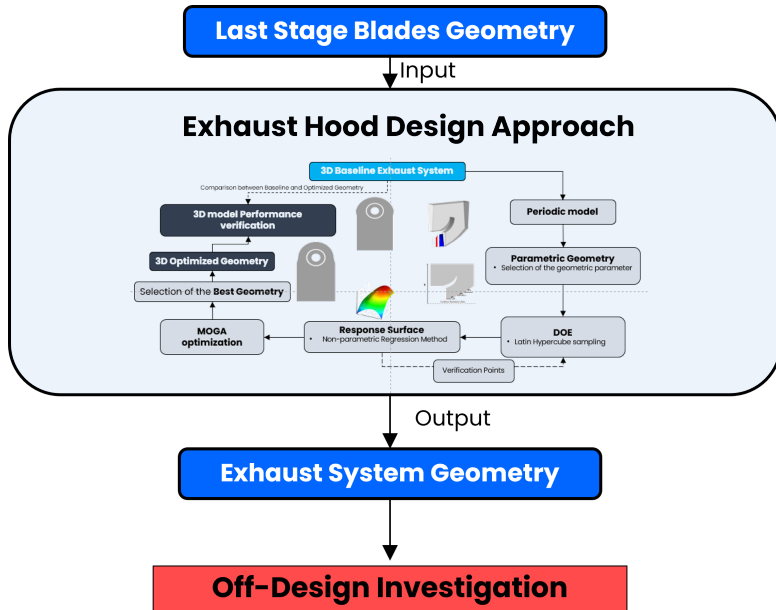 Last Stage Blades Geometry
Input
Exhaust Hood Design Approach
3D Baseline Exhaust System
Comparison between Baseline and Optimized Geometry
3D model Performance
verification
Periodic model
3D Optimized Geometry
Parametric Geometry
• Selection of the geometric parameter
Selection of the Best Geometry
MOGA
optimization
Response Surface
• Non-parametric Regression Method
DOE
• Latin Hypercube sampling
Verification Points
Output
Exhaust System Geometry
Off-Design Investigation